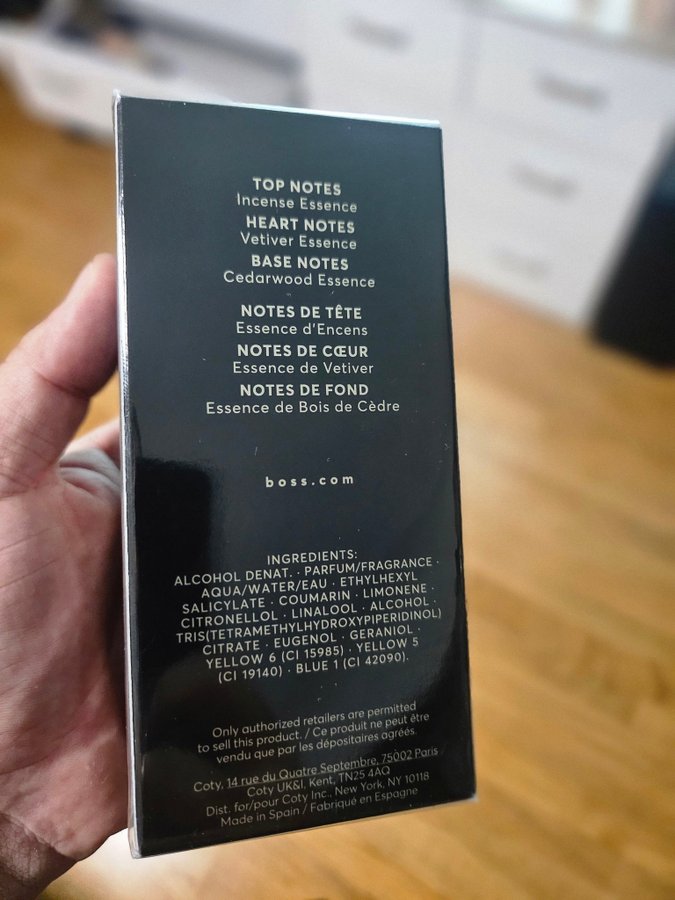 TOP NOTES
Incense Essence
HEART NOTES
Vetiver Essence
BASE NOTES
Cedarwood Essence
NOTES DE TÊTE
Essence d'Encens
NOTES DE CŒUR
Essence de Vetiver
NOTES DE FOND
Essence de Bois de Cèdre
boss.com
INGREDIENTS:
ALCOHOL DENAT. · PARFUM/FRAGRANCE ·
AQUA/WATER/EAU · ETHYLHEXYL
SALICYLATE · COUMARIN · LIMONENE ·
CITRONELLOL · LINALOOL · ALCOHOL ·
TRIS(TETRAMETHYLHYDROXYPIPERIDINOL)
CITRATE · EUGENOL · GERANIOL ·
YELLOW 6 (CI 15985) · YELLOW 5
(CI 19140) · BLUE 1 (CI 42090).
Only authorized retailers are permitted
to sell this product. / Ce produit ne peut être
vendu que par les dépositaires agréés.
Coty, 14 rue du Quatre Septembre, 75002 Paris
Coty UK&I, Kent, TN25 4AQ
Dist. for/pour Coty Inc., New York, NY 10118
Made in Spain / Fabriqué en Espagne